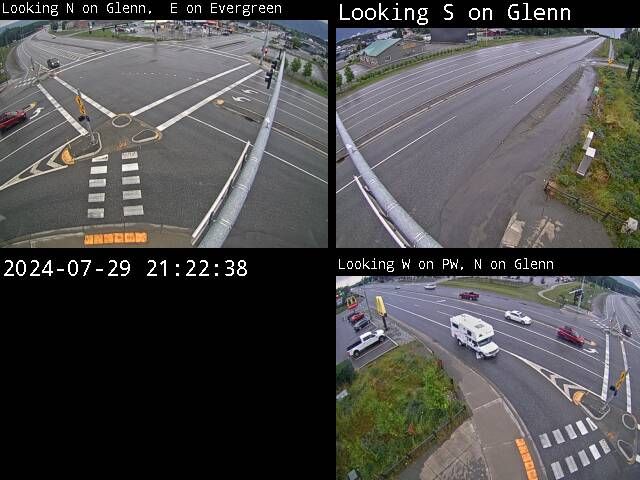 Looking N on Glenn, E on Evergreen
Looking S on Glenn
2024-07-29 21:22:38
Looking W on PW, N on Glenn